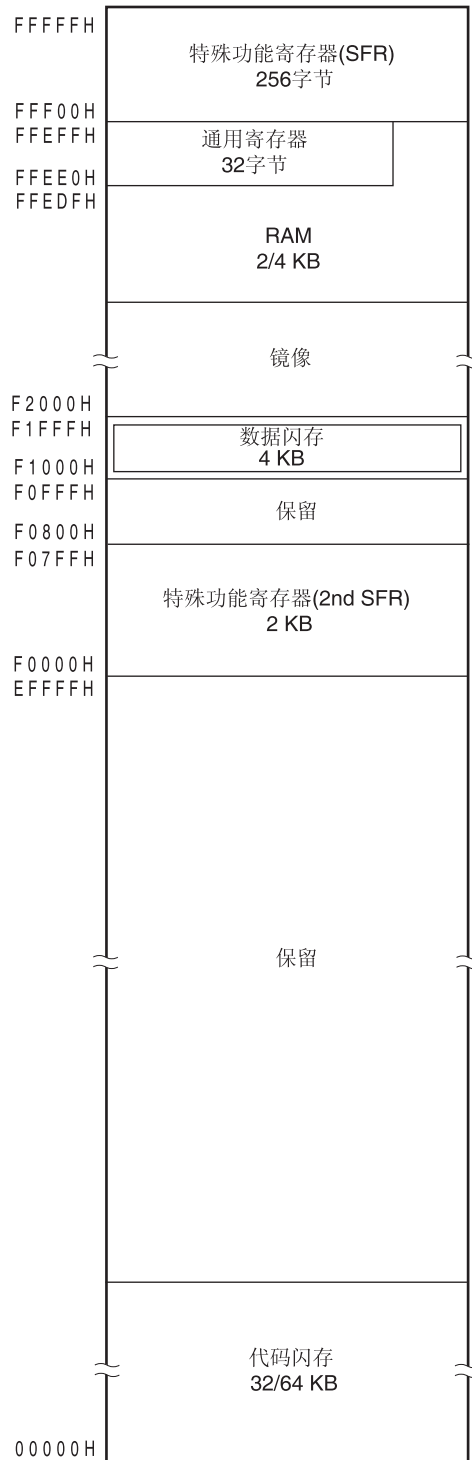 FFFFFH
特殊功能寄存器(SFR)
256字节
FFF00H
FFEFFH
通用寄存器
32字节
FFEE0H
FFEDFH
RAM
2/4 KB
镜像
F2000H
F1FFFH
数据闪存
4 KB
F1000H
F0FFFH
保留
F0800H
F07FFH
特殊功能寄存器(2nd SFR)
2 KB
F0000H
EFFFFH
保留
代码闪存
32/64 KB
00000H